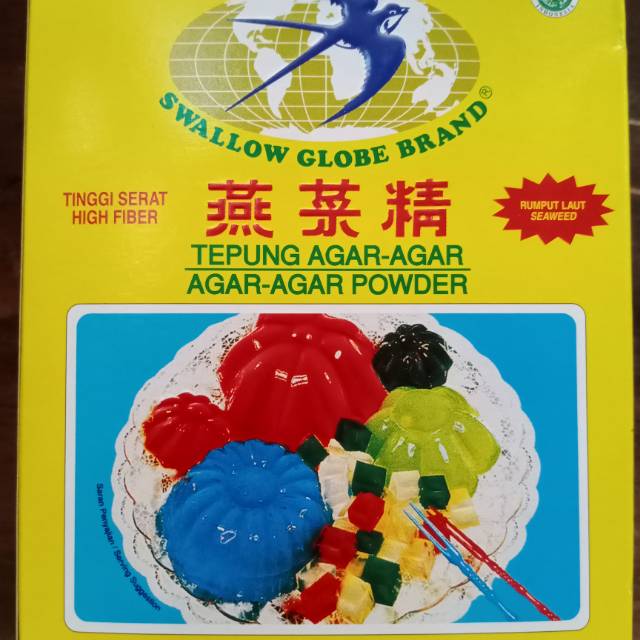 INDONESIA
SWALLOW GLOBE BRAND®
TINGGI SERAT
HIGH FIBER
燕菜精
RUMPUT LAUT
SEAWEED
TEPUNG AGAR-AGAR
AGAR-AGAR POWDER
Saran Penyajian / Serving Suggestion